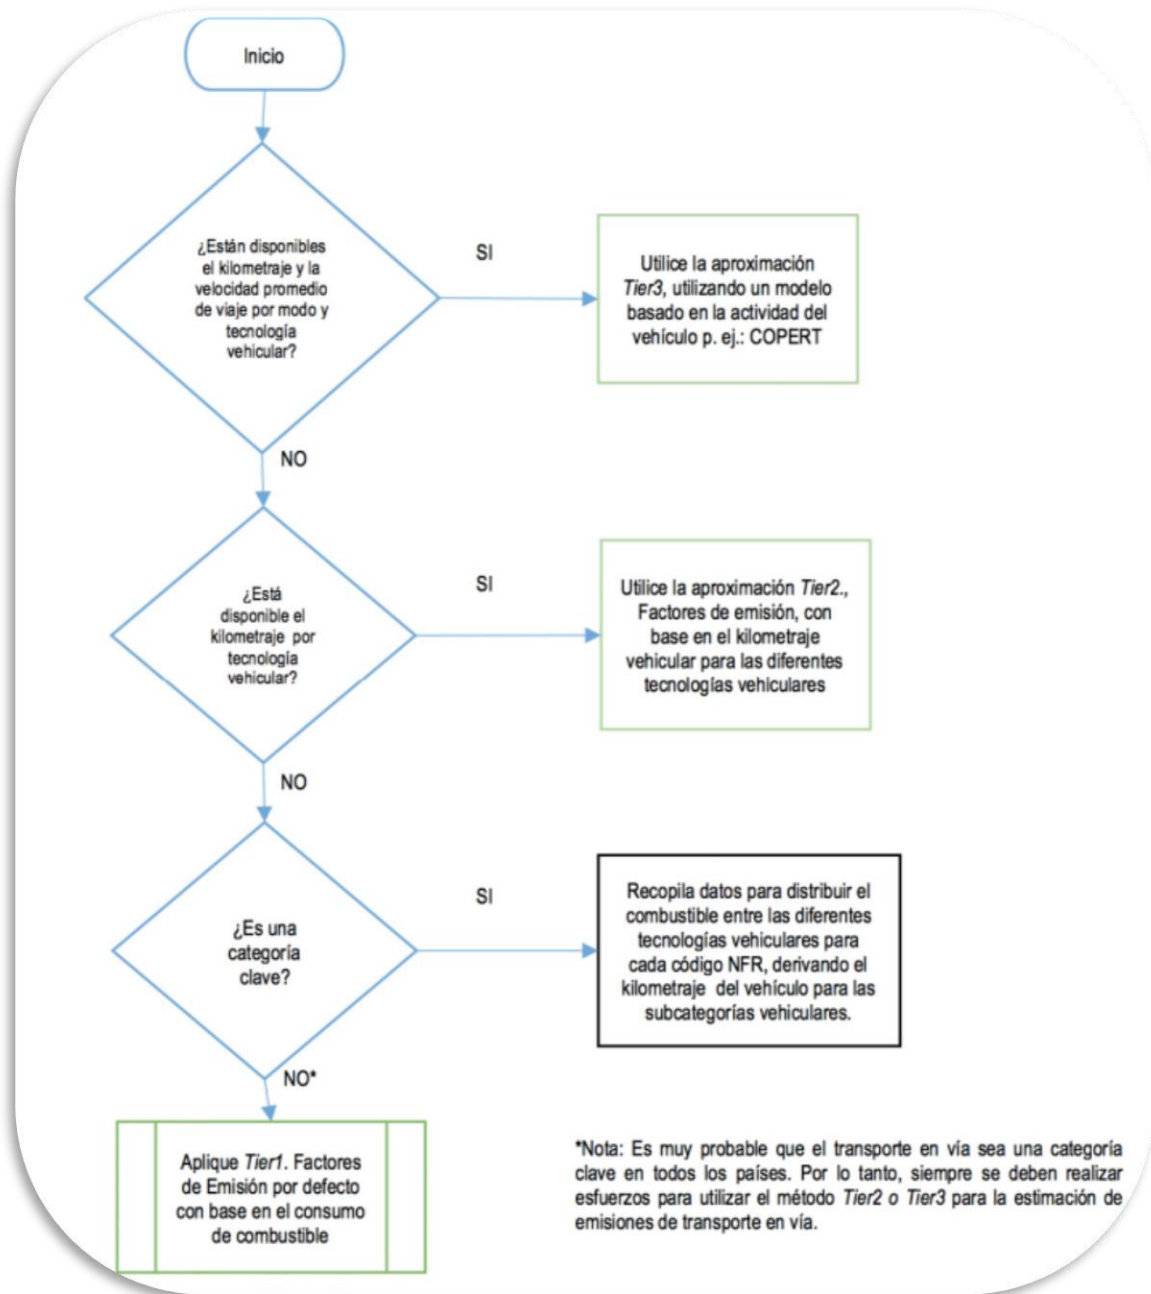 Inicio
¿Están disponibles
el kilometraje y la
velocidad promedio
de viaje por modo y
tecnología
vehicular?
SI
Utilice la aproximación
Tier3, utilizando un modelo
basado en la actividad del
vehículo p. ej.: COPERT
NO
¿Está
disponible el
kilometraje por
tecnología
vehicular?
SI
Utilice la aproximación Tier2.,
Factores de emisión, con
base en el kilometraje
vehicular para las diferentes
tecnologías vehiculares
NO
¿Es una
categoría
clave?
SI
Recopila datos para distribuir el
combustible entre las diferentes
tecnologías vehiculares para
cada código NFR, derivando el
kilometraje del vehículo para las
subcategorías vehiculares.
NO*
Aplique Tier1. Factores
de Emisión por defecto
con base en el consumo
de combustible
*Nota: Es muy probable que el transporte en vía sea una categoría
clave en todos los países. Por lo tanto, siempre se deben realizar
esfuerzos para utilizar el método Tier2 o Tier3 para la estimación de
emisiones de transporte en vía.